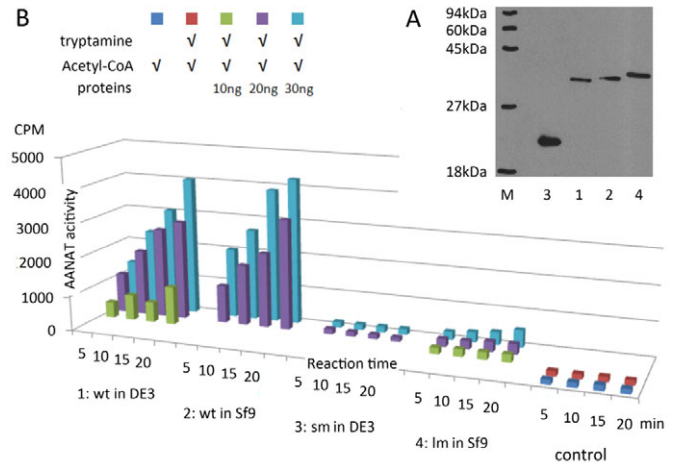 B
A
tryptamine √ √ √ √
Acetyl-CoA √ √ √ √ √
proteins 10ng 20ng 30ng
94kDa
60kDa
45kDa
27kDa
18kDa
M 3 1 2 4
CPM
5000
4000
3000
2000
1000
0
AANAT acitivity
Reaction time
5 10 15 20
5 10 15 20
5 10 15 20
5 10 15 20
5 10 15 20 min
1: wt in DE3
2: wt in Sf9
3: sm in DE3
4: lm in Sf9
control